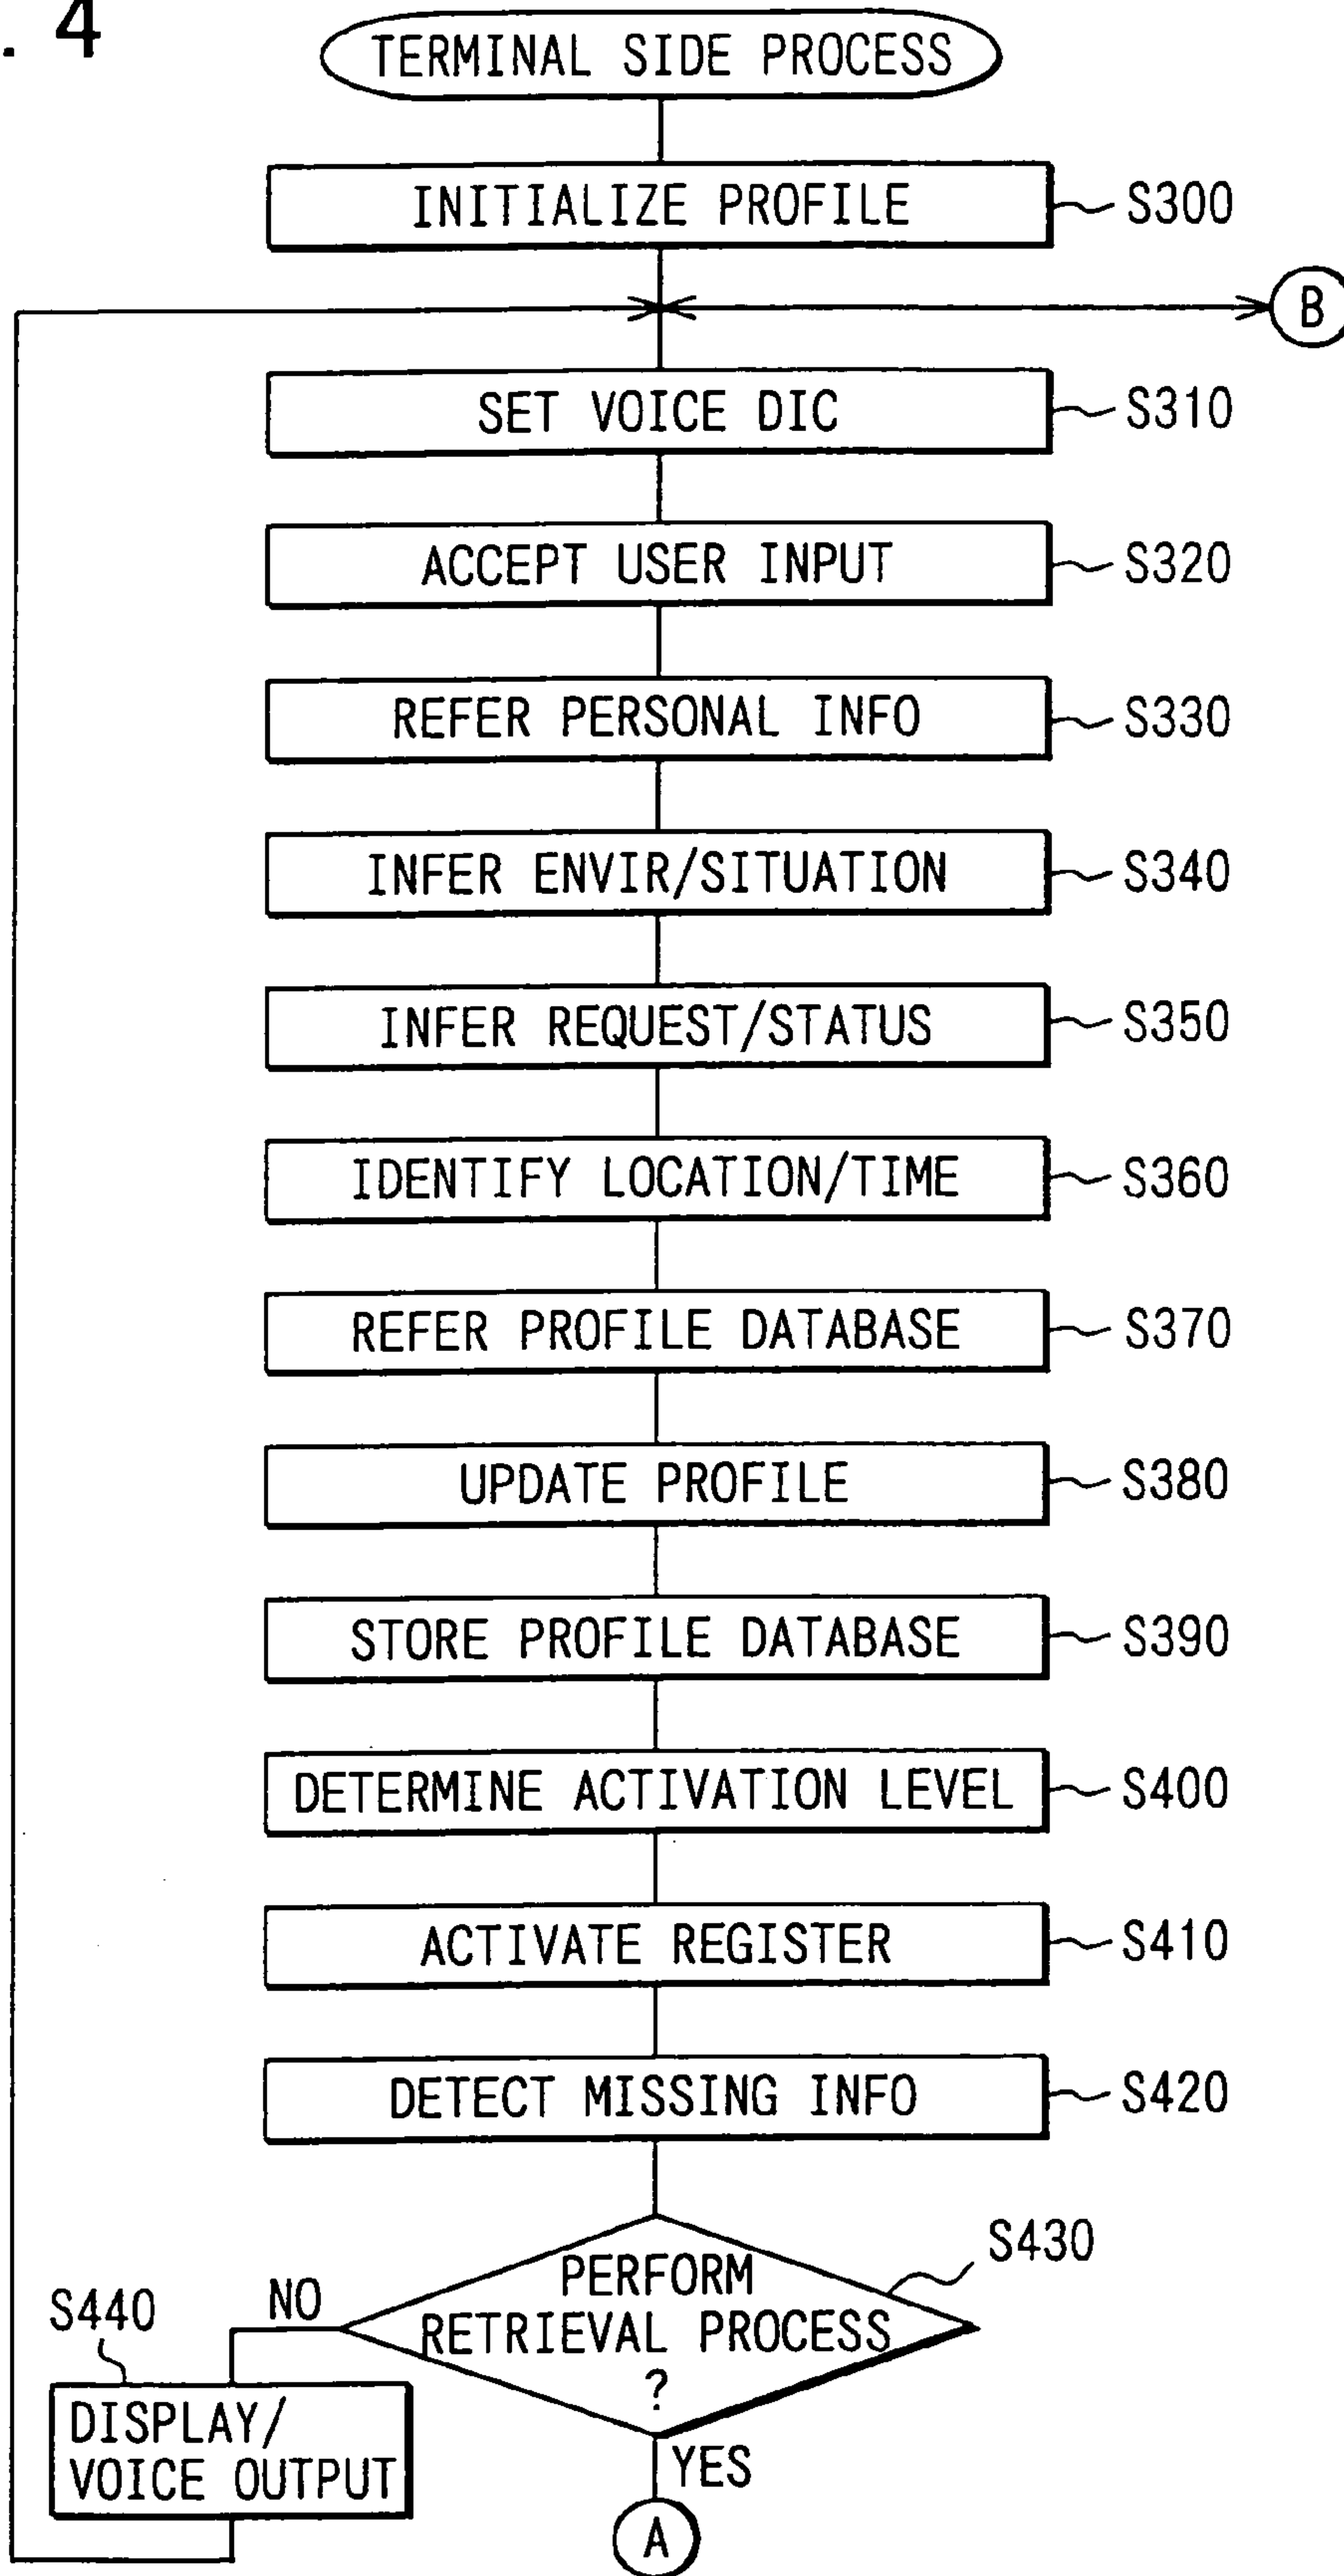 . 4
TERMINAL SIDE PROCESS
INITIALIZE PROFILE S300
B
SET VOICE DIC S310
ACCEPT USER INPUT S320
REFER PERSONAL INFO S330
INFER ENVIR/SITUATION S340
INFER REQUEST/STATUS S350
IDENTIFY LOCATION/TIME S360
REFER PROFILE DATABASE S370
UPDATE PROFILE S380
STORE PROFILE DATABASE S390
DETERMINE ACTIVATION LEVEL S400
ACTIVATE REGISTER S410
DETECT MISSING INFO S420
S430
PERFORM
RETRIEVAL PROCESS
?
NO
S440
DISPLAY/
VOICE OUTPUT
YES
A